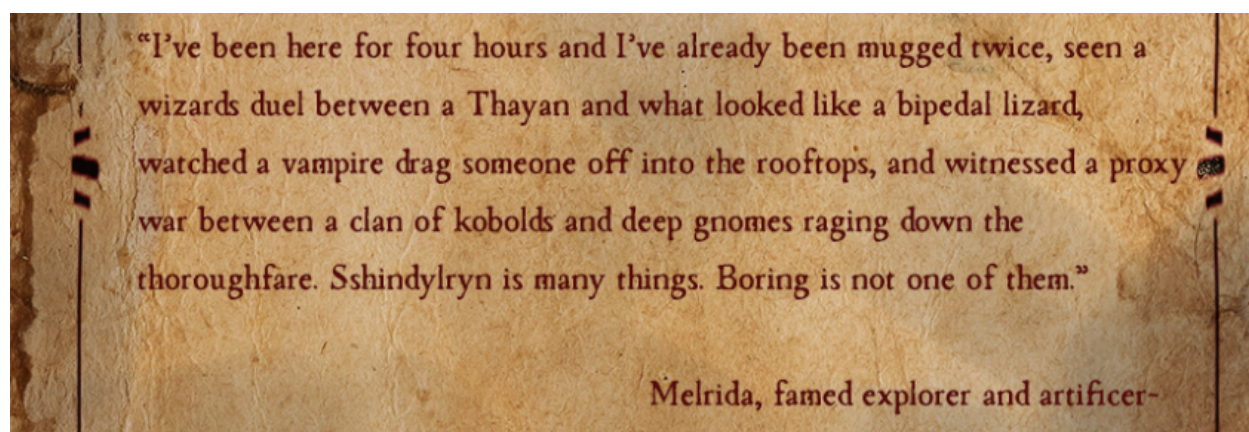 “I’ve been here for four hours and I’ve already been mugged twice, seen a
wizards duel between a Thayan and what looked like a bipedal lizard,
watched a vampire drag someone off into the rooftops, and witnessed a proxy
war between a clan of kobolds and deep gnomes raging down the
thoroughfare. Sshindylryn is many things. Boring is not one of them.”
Melrida, famed explorer and artificer-